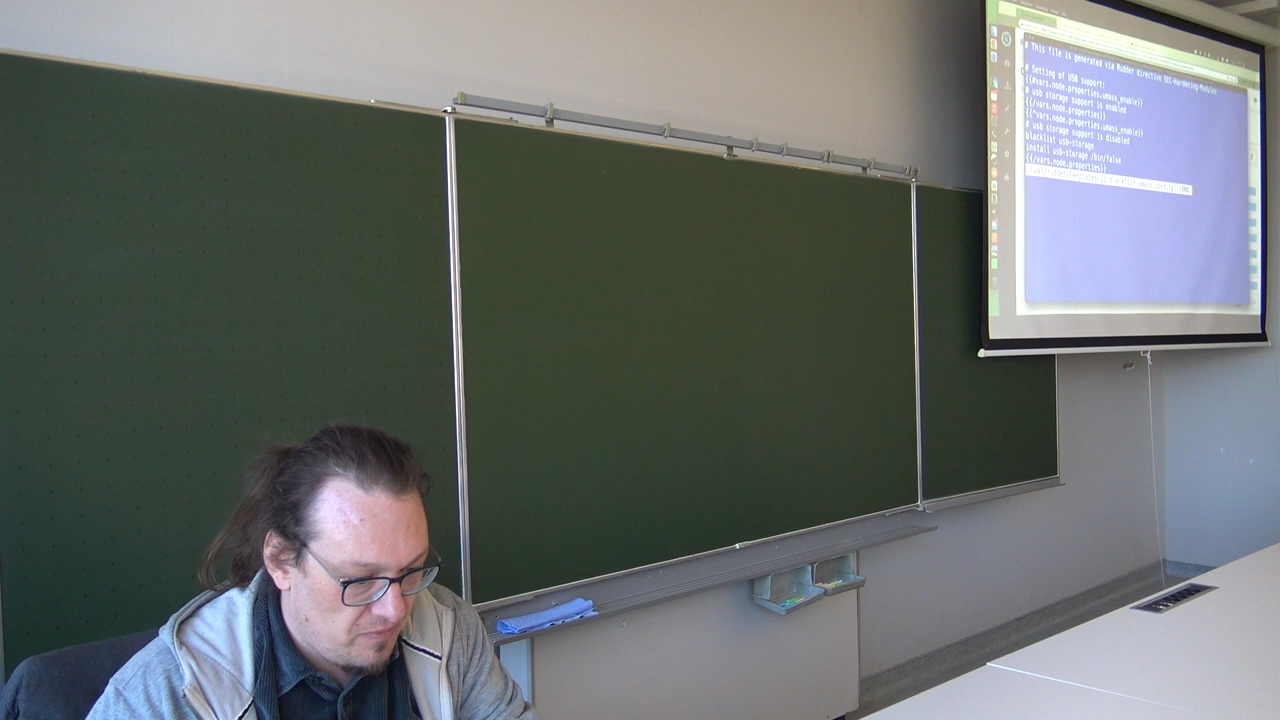 # This file is generated via Rudder directive SEC-Hardening-Modules
# Setting of USB support:
{{#vars.node.properties.umass_enable}}
# usb storage support is enabled
{{/vars.node.properties}}
{{^vars.node.properties.umass_enable}}
# usb storage support is disabled
blacklist usb-storage
install usb-storage /bin/false
{{/vars.node.properties}}